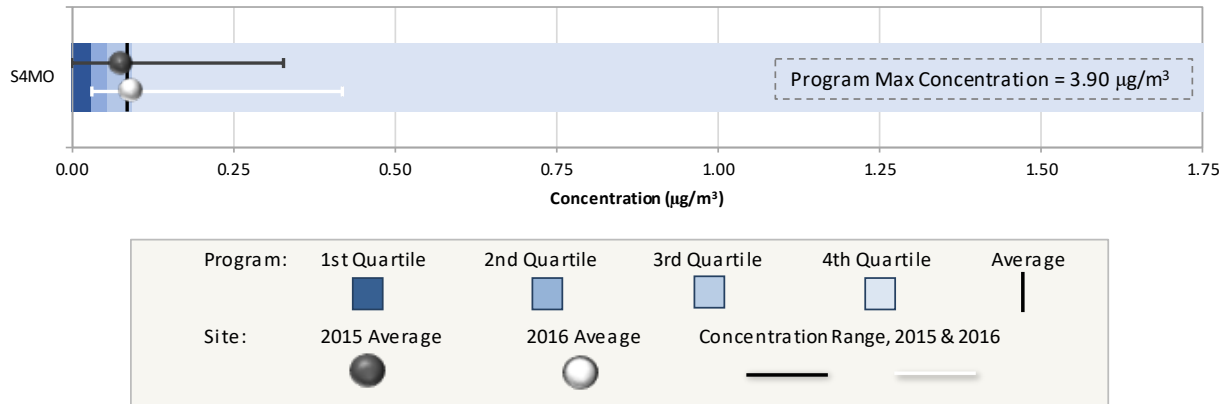 S4MO
Program Max Concentration = 3.90 μg/m³
0.00 0.25 0.50 0.75 1.00 1.25 1.50 1.75
Concentration (μg/m³)
Program: 1st Quartile 2nd Quartile 3rd Quartile 4th Quartile Average
Site: 2015 Average 2016 Aveage Concentration Range, 2015 & 2016